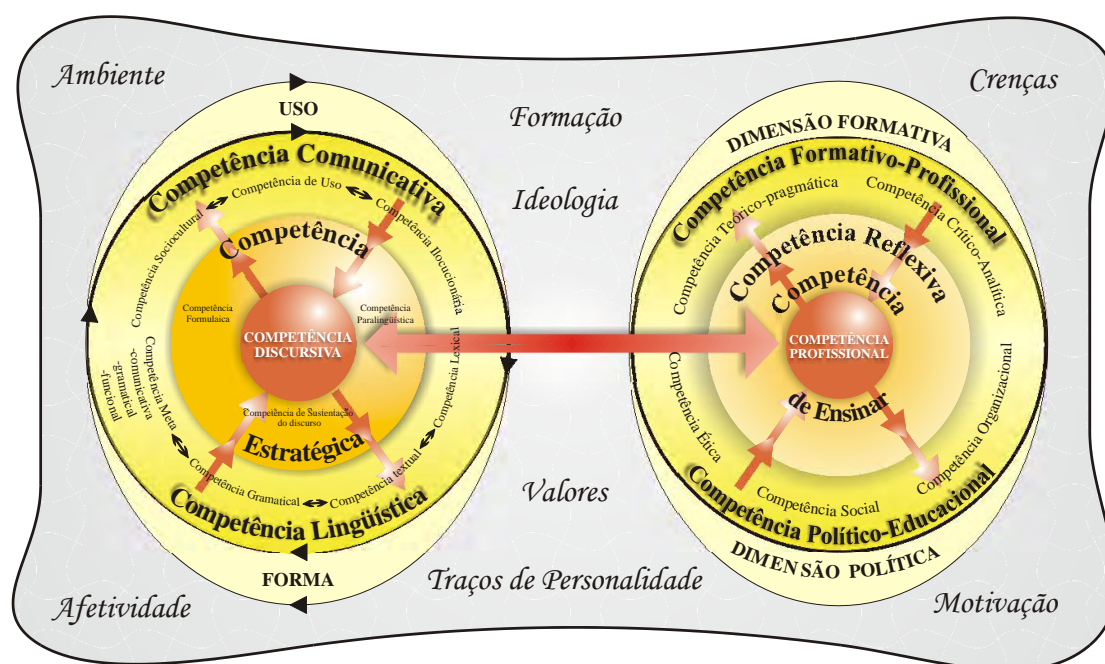 Ambiente
Crenças
Formação
Ideologia
Valores
Traços de Personalidade
Afetividade
Motivação
USO
Competência Comunicativa
Competência de Uso
Competência Sociocultural
Competência Ilocucionária
Competência
Competência
Formulaica
Competência
Paralingüística
COMPETÊNCIA
DISCURSIVA
Competência Lexical
Competência Meta
-comunicativa
-gramatical
-funcional
Competência de Sustentação
do discurso
Estratégica
Competência Gramatical
Competência textual
Competência Lingüística
FORMA
DIMENSÃO FORMATIVA
Competência Formativo-Profissional
Competência Teórico-pragmática
Competência Crítico-Analítica
Competência Reflexiva
Competência
COMPETÊNCIA
PROFISSIONAL
de Ensinar
Competência Ética
Competência Organizacional
Competência Social
Competência Político-Educacional
DIMENSÃO POLÍTICA